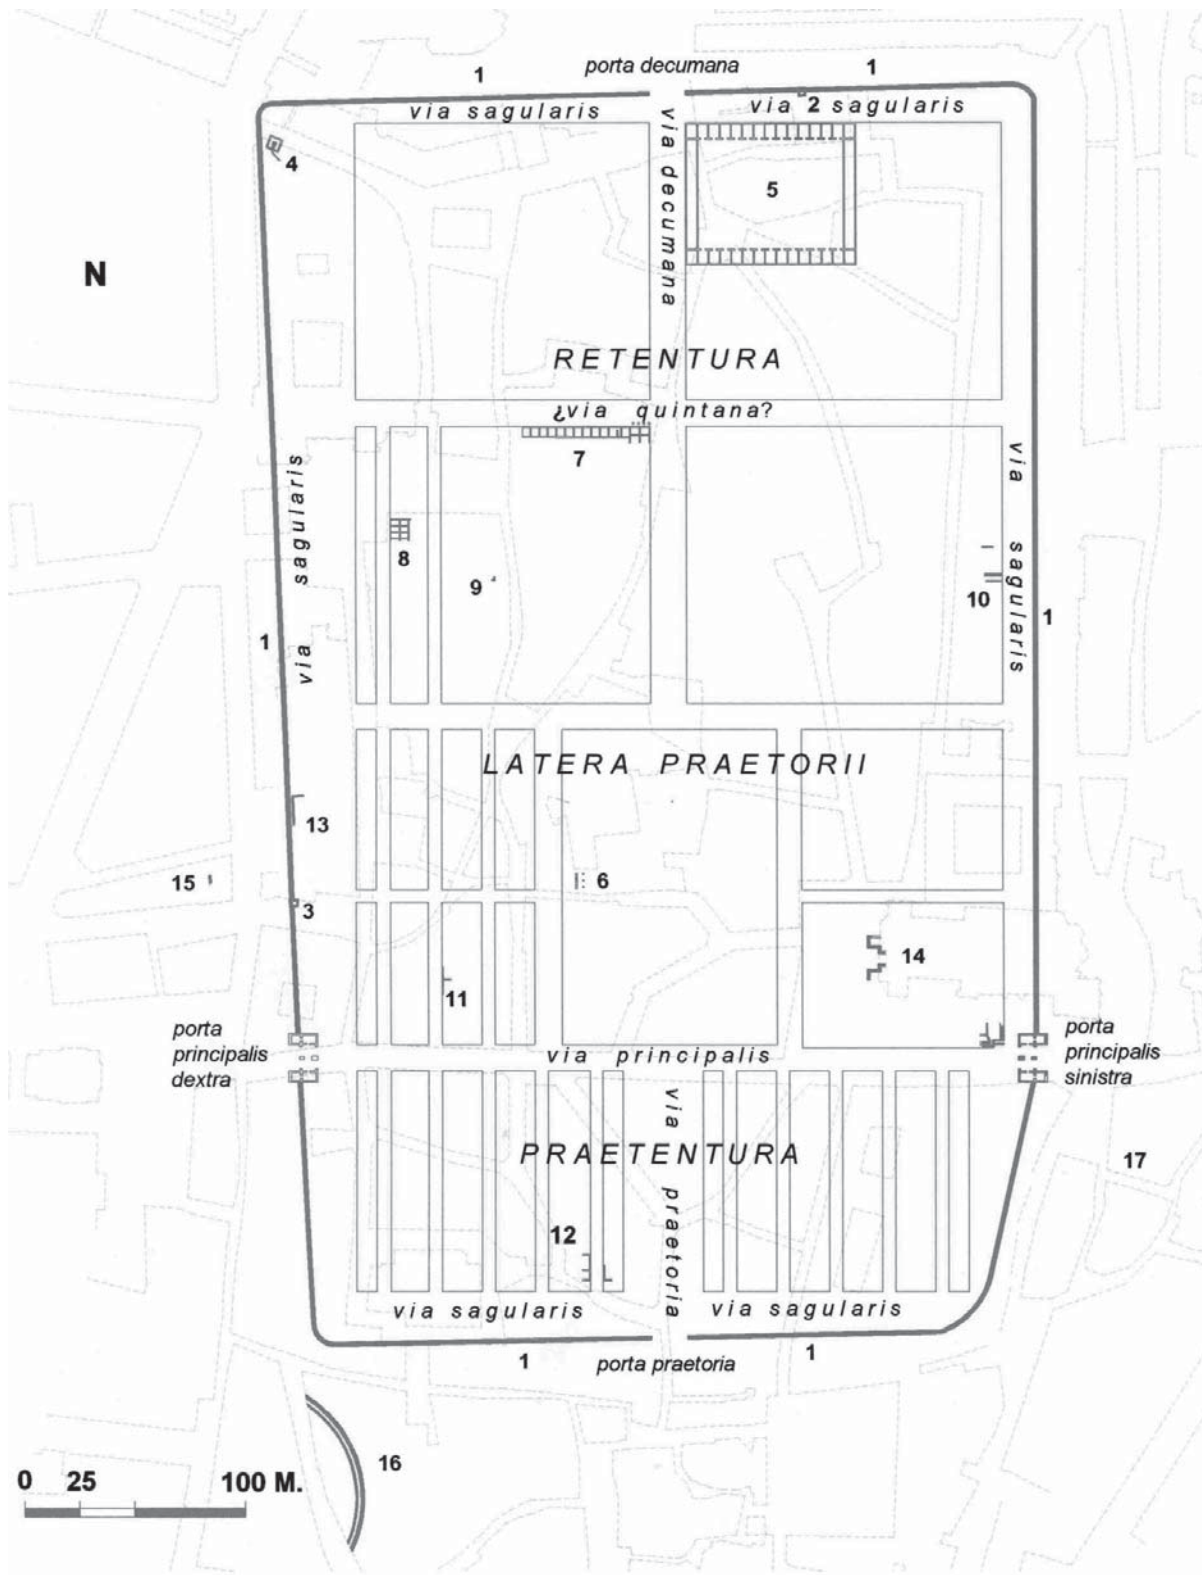 porta decumana
1
1
via sagularis
via 2 sagularis
4
via decumana
5
N
RETENTURA
¿via quintana?
7
via sagularis
via sagularis
8
9
10
1
1
LATERA PRAETORII
13
15
6
3
14
11
porta
principalis
dextra
via principalis
porta
principalis
sinistra
via praetoria
PRAETENTURA
17
12
via sagularis
via sagularis
1
porta praetoria
1
16
0 25 100 M.